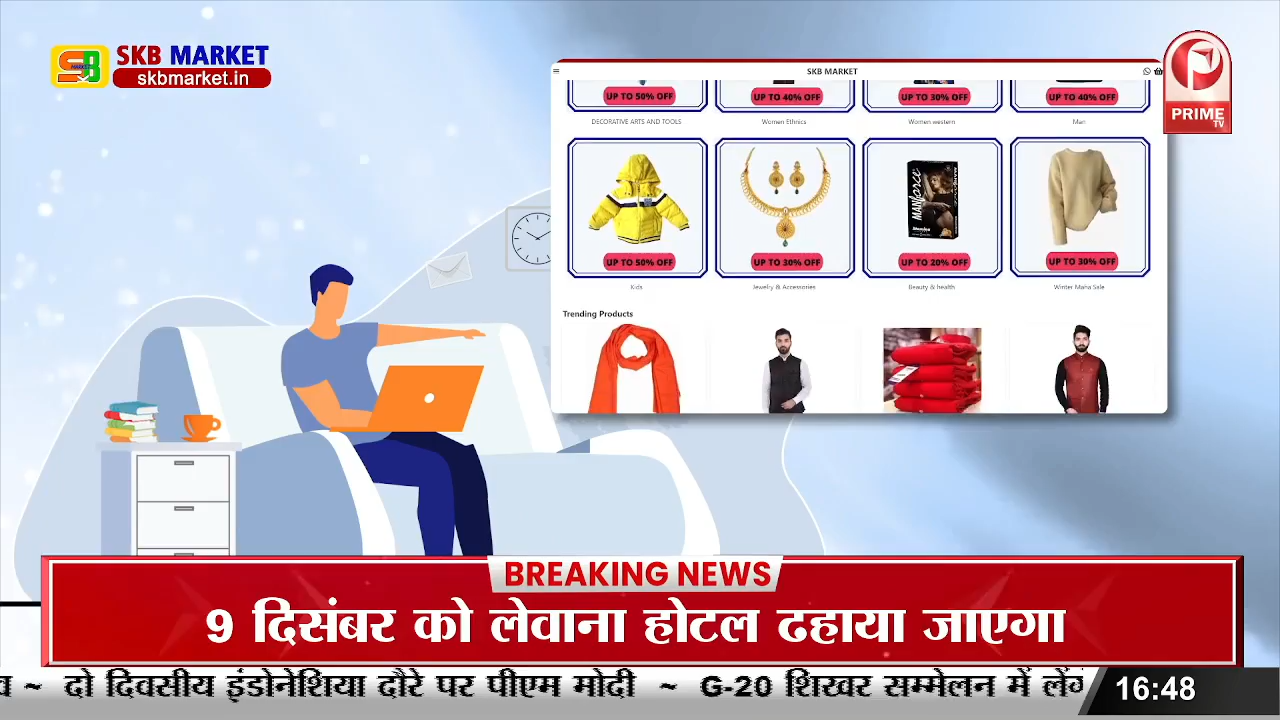 SKB MARKET
skbmarket.in
SKB MARKET
UP TO 50% OFF
UP TO 40% OFF
UP TO 30% OFF
UP TO 40% OFF
DECORATIVE ARTS AND TOOLS
Women Ethnics
Women western
Man
PRIME
TV
MANforce
UP TO 50% OFF
UP TO 30% OFF
UP TO 20% OFF
UP TO 30% OFF
Kids
Jewelry & Accessories
Beauty & health
Winter Maha Sale
Trending Products
BREAKING NEWS
9 दिसंबर को लेवाना होटल ढहाया जाएगा
व ~ दो दिवसीय इंडोनेशिया दौरे पर पीएम मोदी ~ G-20 शिखर सम्मेलन में लेंगे
16:48